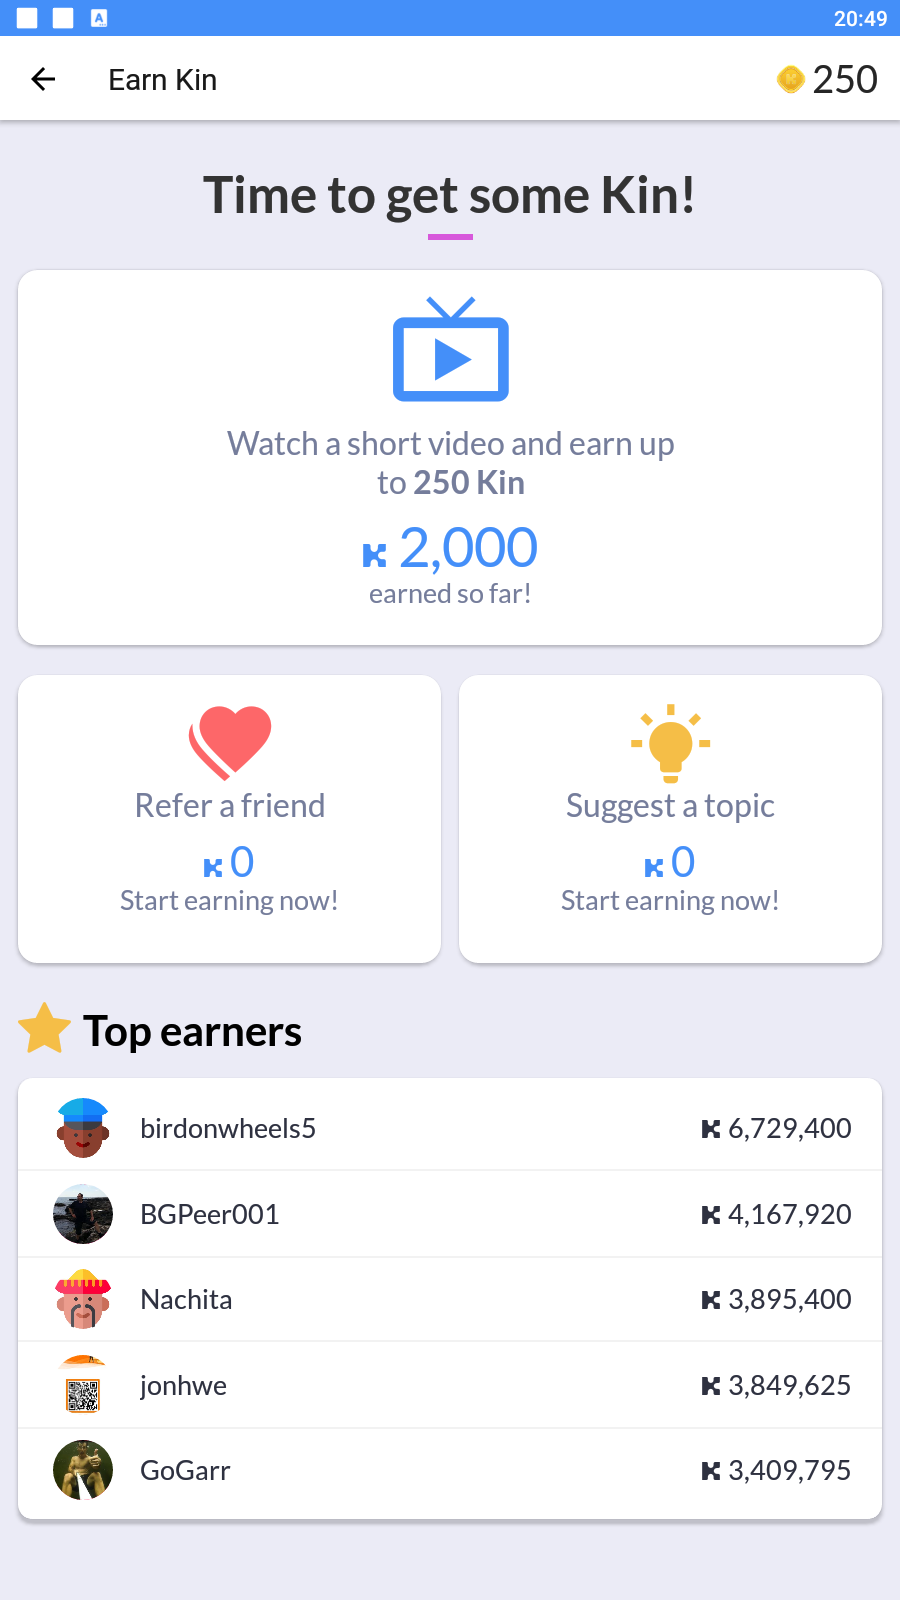 20:49
Earn Kin
250
Time to get some Kin!
Watch a short video and earn up
to 250 Kin
2,000
earned so far!
Refer a friend
0
Start earning now!
Suggest a topic
0
Start earning now!
Top earners
birdonwheels5
6,729,400
BGPeer001
4,167,920
Nachita
3,895,400
jonhwe
3,849,625
GoGarr
3,409,795